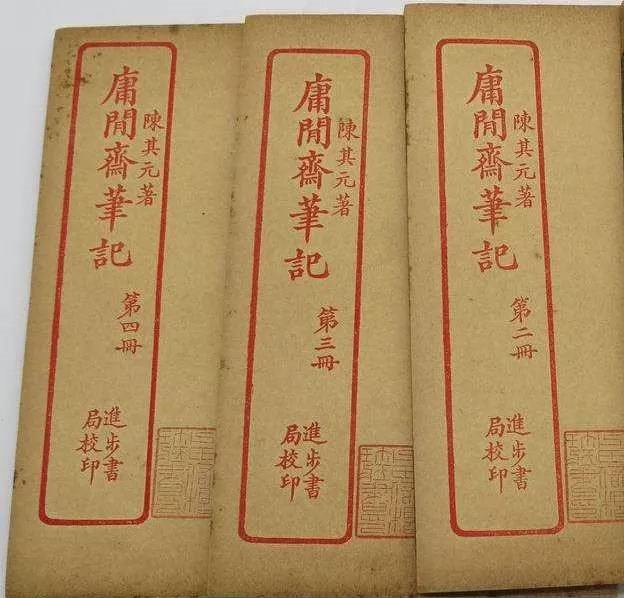 庸閒齋筆記
陳其元著
第二冊
進步書
局校印
庸閒齋筆記
陳其元著
第三冊
進步書
局校印
庸閒齋筆記
陳其元著
第四冊
進步書
局校印